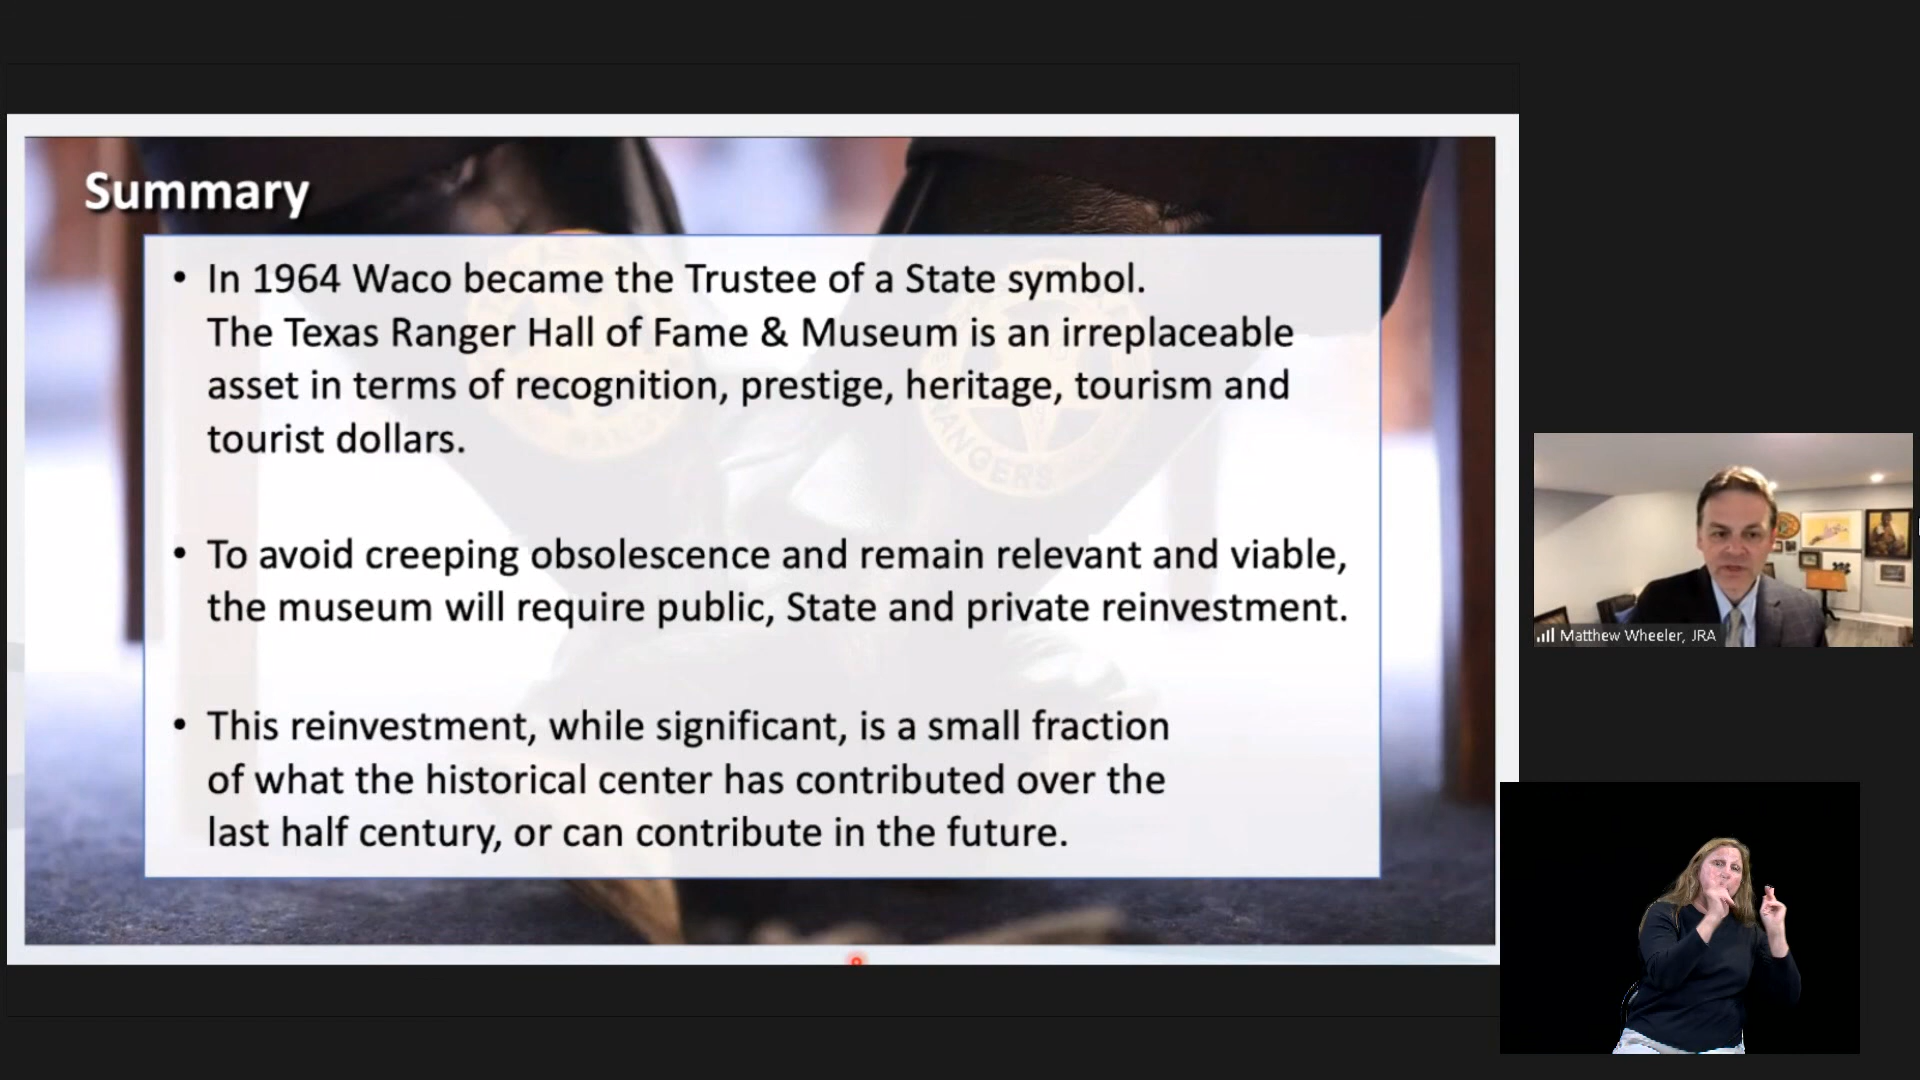 Summary
• In 1964 Waco became the Trustee of a State symbol.
The Texas Ranger Hall of Fame & Museum is an irreplaceable
asset in terms of recognition, prestige, heritage, tourism and
tourist dollars.
• To avoid creeping obsolescence and remain relevant and viable,
the museum will require public, State and private reinvestment.
• This reinvestment, while significant, is a small fraction
of what the historical center has contributed over the
last half century, or can contribute in the future.
RANGERS
Matthew Wheeler, JRA